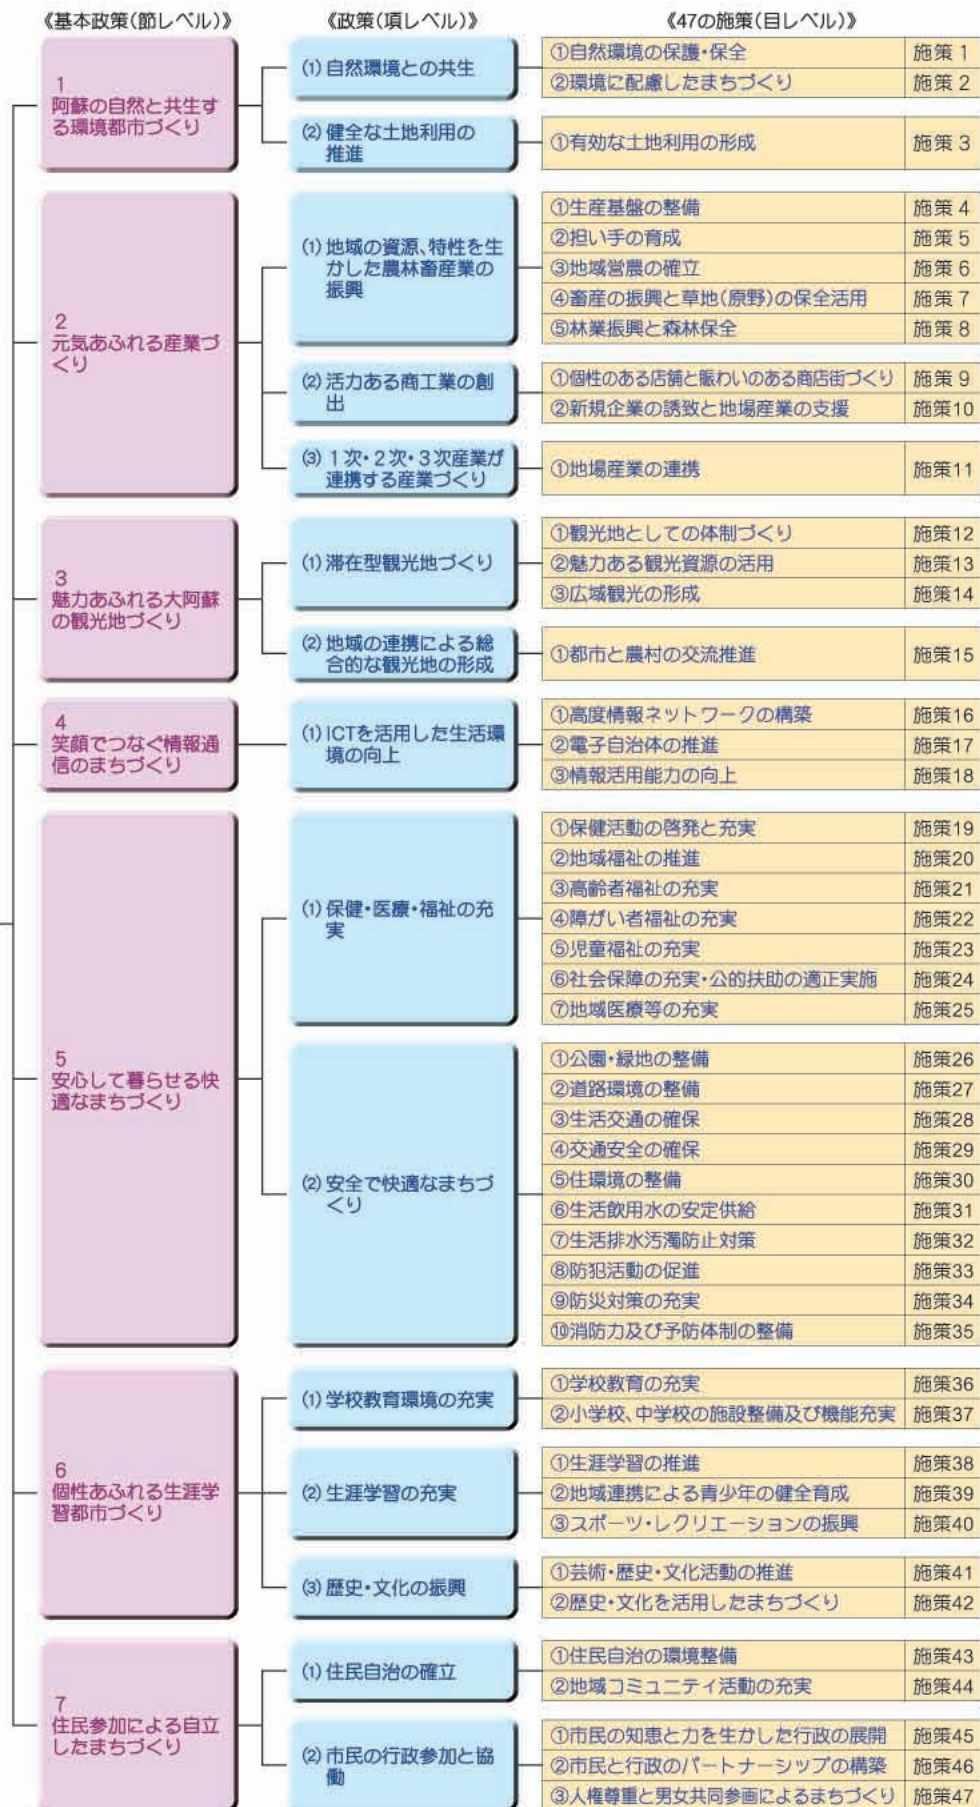 《基本政策(節レベル)》
《政策(項レベル)》
《47の施策(目レベル)》
1
阿蘇の自然と共生す
る環境都市づくり
(1) 自然環境との共生
①自然環境の保護・保全 施策 1
②環境に配慮したまちづくり 施策 2
(2) 健全な土地利用の
推進
①有効な土地利用の形成 施策 3
2
元気あふれる産業づ
くり
(1) 地域の資源、特性を生
かした農林畜産業の
振興
①生産基盤の整備 施策 4
②担い手の育成 施策 5
③地域営農の確立 施策 6
④畜産の振興と草地(原野)の保全活用 施策 7
⑤林業振興と森林保全 施策 8
(2) 活力ある商工業の創
出
①個性のある店舗と賑わいのある商店街づくり 施策 9
②新規企業の誘致と地場産業の支援 施策10
(3) 1次・2次・3次産業が
連携する産業づくり
①地場産業の連携 施策11
3
魅力あふれる大阿蘇
の観光地づくり
(1) 滞在型観光地づくり
①観光地としての体制づくり 施策12
②魅力ある観光資源の活用 施策13
③広域観光の形成 施策14
(2) 地域の連携による総
合的な観光地の形成
①都市と農村の交流推進 施策15
4
笑顔でつなぐ情報通
信のまちづくり
(1) ICTを活用した生活環
境の向上
①高度情報ネットワークの構築 施策16
②電子自治体の推進 施策17
③情報活用能力の向上 施策18
5
安心して暮らせる快
適なまちづくり
(1) 保健・医療・福祉の充
実
①保健活動の啓発と充実 施策19
②地域福祉の推進 施策20
③高齢者福祉の充実 施策21
④障がい者福祉の充実 施策22
⑤児童福祉の充実 施策23
⑥社会保障の充実・公的扶助の適正実施 施策24
⑦地域医療等の充実 施策25
(2) 安全で快適なまちづ
くり
①公園・緑地の整備 施策26
②道路環境の整備 施策27
③生活交通の確保 施策28
④交通安全の確保 施策29
⑤住環境の整備 施策30
⑥生活飲用水の安定供給 施策31
⑦生活排水汚濁防止対策 施策32
⑧防犯活動の促進 施策33
⑨防災対策の充実 施策34
⑩消防力及び予防体制の整備 施策35
6
個性あふれる生涯学
習都市づくり
(1) 学校教育環境の充実
①学校教育の充実 施策36
②小学校、中学校の施設整備及び機能充実 施策37
(2) 生涯学習の充実
①生涯学習の推進 施策38
②地域連携による青少年の健全育成 施策39
③スポーツ・レクリエーションの振興 施策40
(3) 歴史・文化の振興
①芸術・歴史・文化活動の推進 施策41
②歴史・文化を活用したまちづくり 施策42
7
住民参加による自立
したまちづくり
(1) 住民自治の確立
①住民自治の環境整備 施策43
②地域コミュニティ活動の充実 施策44
(2) 市民の行政参加と協
働
①市民の知恵と力を生かした行政の展開 施策45
②市民と行政のパートナーシップの構築 施策46
③人権尊重と男女共同参画によるまちづくり 施策47